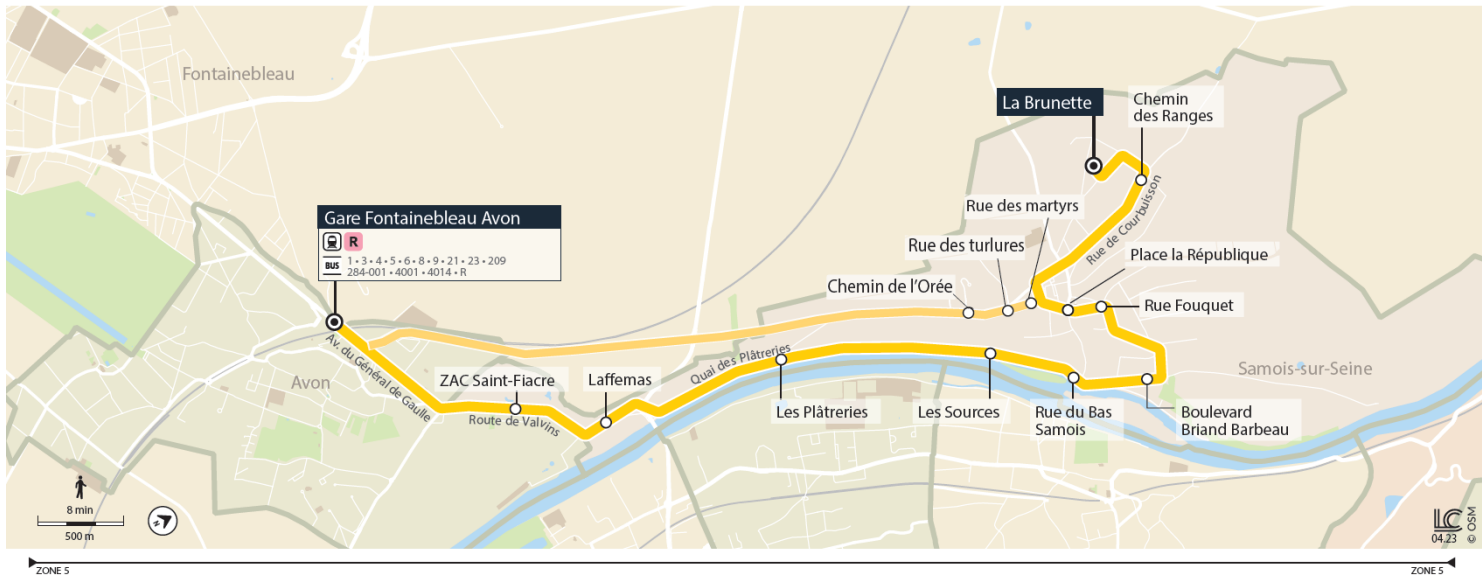 Fontainebleau
La Brunette
Chemin
des Ranges
Gare Fontainebleau Avon
R
BUS
1 • 3 • 4 • 5 • 6 • 8 • 9 • 21 • 23 • 209
284-001 • 4001 • 4014 • R
Rue des martyrs
Rue de Courbuisson
Rue des turlures
Place la République
Chemin de l'Orée
Rue Fouquet
Av. du Général de Gaulle
Quai des Plâtreries
Avon
ZAC Saint-Fiacre
Laffemas
Samois-sur-Seine
Route de Valvins
Les Plâtreries
Les Sources
Rue du Bas
Samois
Boulevard
Briand Barbeau
8 min
500 m
LC
04.23
© OSM
ZONE 5
ZONE 5